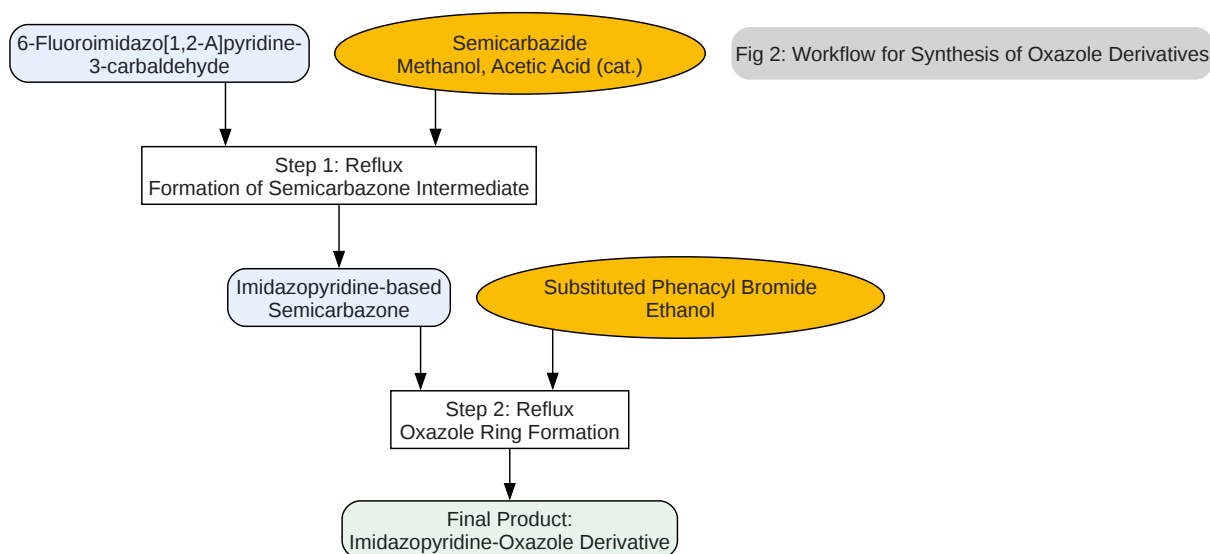 6-Fluoroimidazo[1,2-A]pyridine-
3-carbaldehyde
Semicarbazide
Methanol, Acetic Acid (cat.)
Fig 2: Workflow for Synthesis of Oxazole Derivatives
Step 1: Reflux
Formation of Semicarbazone Intermediate
Imidazopyridine-based
Semicarbazone
Substituted Phenacyl Bromide
Ethanol
Step 2: Reflux
Oxazole Ring Formation
Final Product:
Imidazopyridine-Oxazole Derivative